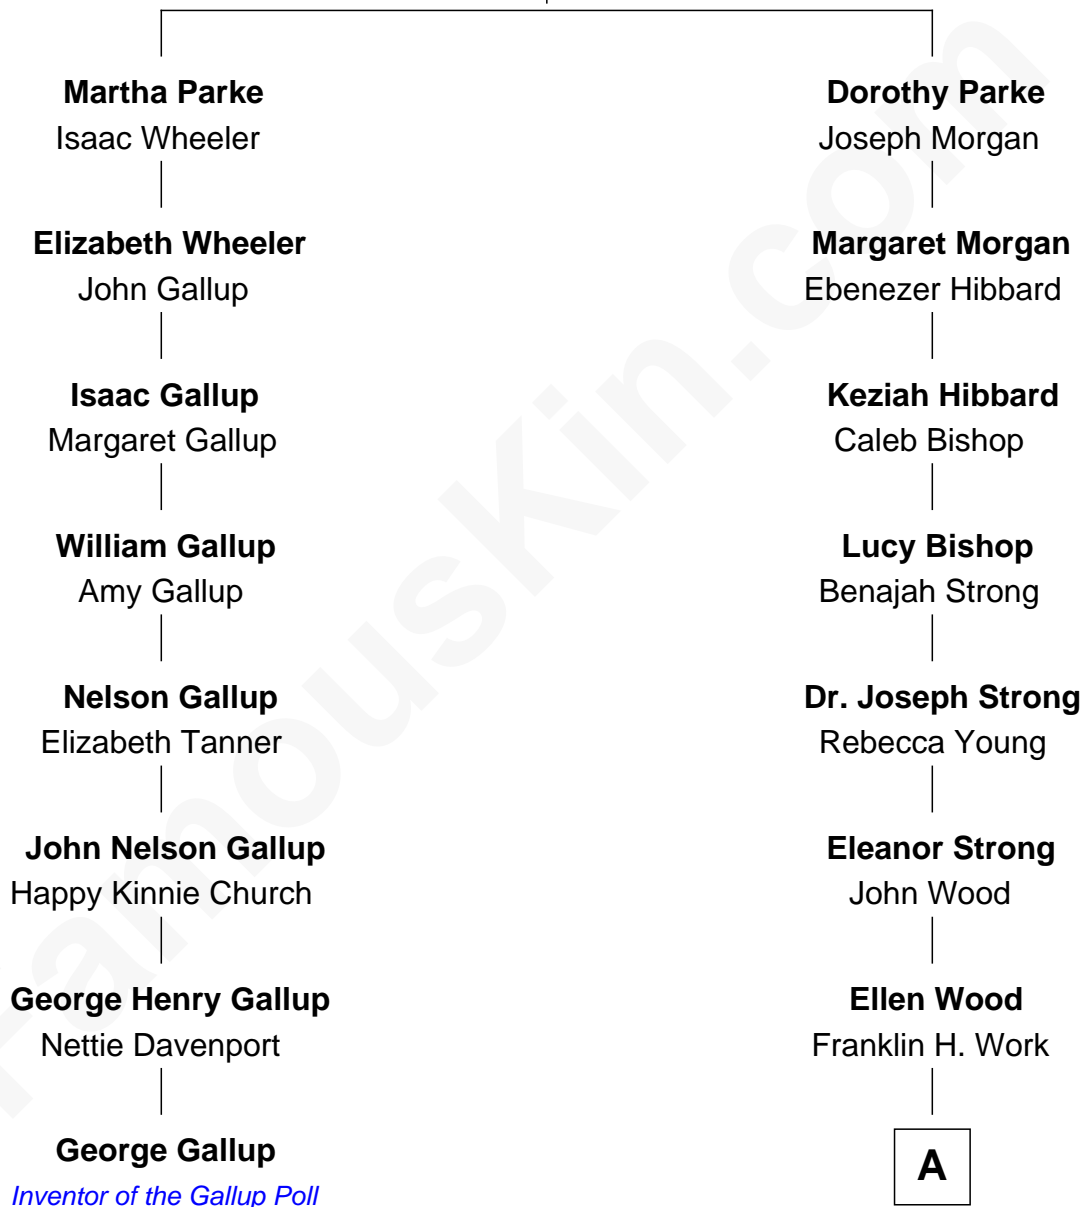 Martha Parke
Isaac Wheeler
Dorothy Parke
Joseph Morgan
Elizabeth Wheeler
John Gallup
Margaret Morgan
Ebenezer Hibbard
Isaac Gallup
Margaret Gallup
Keziah Hibbard
Caleb Bishop
William Gallup
Amy Gallup
Lucy Bishop
Benajah Strong
Nelson Gallup
Elizabeth Tanner
Dr. Joseph Strong
Rebecca Young
John Nelson Gallup
Happy Kinnie Church
Eleanor Strong
John Wood
George Henry Gallup
Nettie Davenport
Ellen Wood
Franklin H. Work
George Gallup
Inventor of the Gallup Poll
A
FamousKin.com